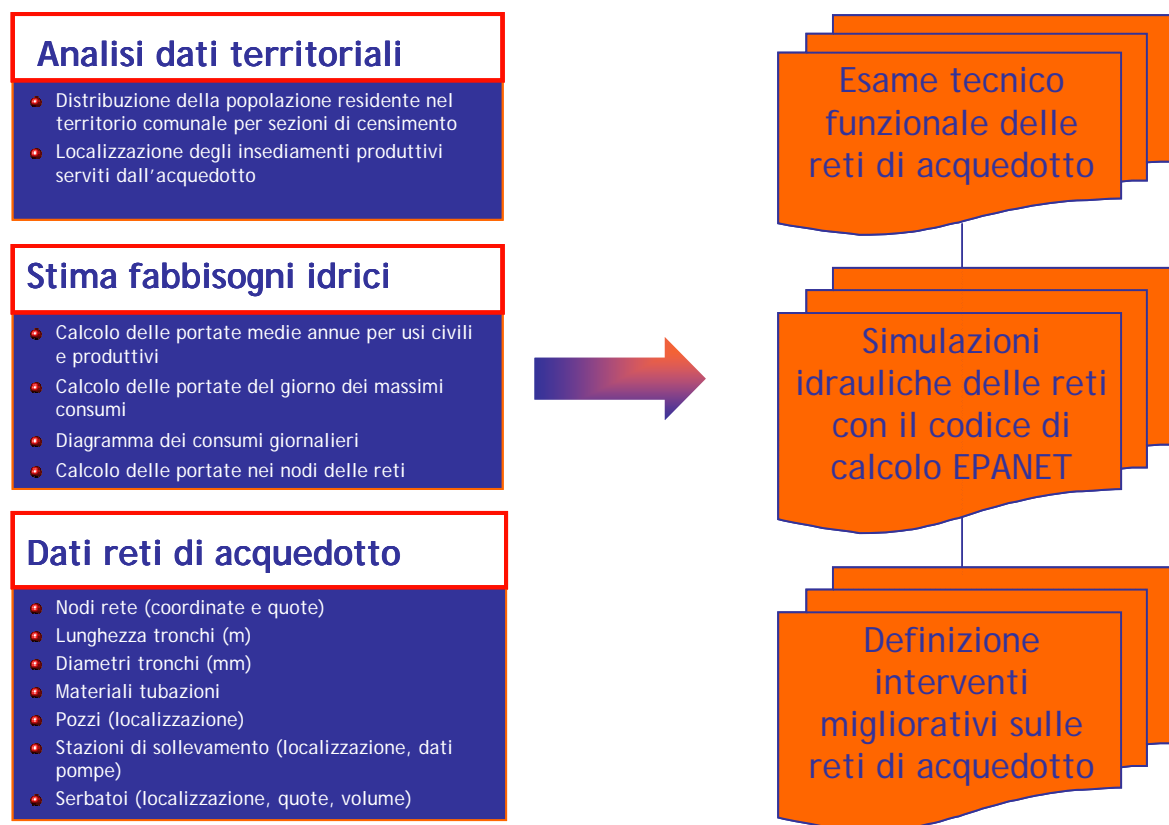 Analisi dati territoriali
Distribuzione della popolazione residente nel
territorio comunale per sezioni di censimento
Localizzazione degli insediamenti produttivi
serviti dall'acquedotto
Stima fabbisogni idrici
Calcolo delle portate medie annue per usi civili
e produttivi
Calcolo delle portate del giorno dei massimi
consumi
Diagramma dei consumi giornalieri
Calcolo delle portate nei nodi delle reti
Dati reti di acquedotto
Nodi rete (coordinate e quote)
Lunghezza tronchi (m)
Diametri tronchi (mm)
Materiali tubazioni
Pozzi (localizzazione)
Stazioni di sollevamento (localizzazione, dati
pompe)
Serbatoi (localizzazione, quote, volume)
Esame tecnico
funzionale delle
reti di acquedotto
Simulazioni
idrauliche delle reti
con il codice di
calcolo EPANET
Definizione
interventi
migliorativi sulle
reti di acquedotto